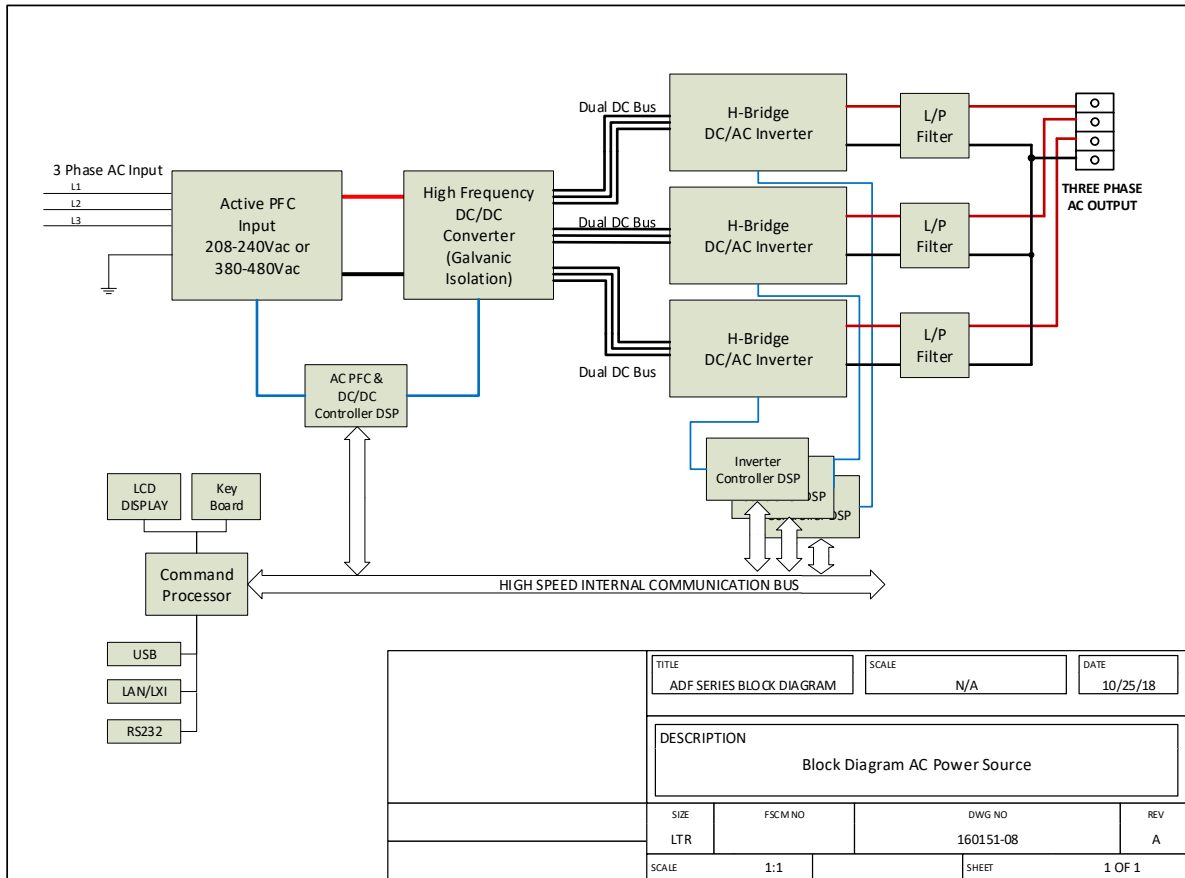 Dual DC Bus
H-Bridge
DC/AC Inverter
L/P
Filter
3 Phase AC Input
L1
L2
L3
Active PFC
Input
208-240Vac or
380-480Vac
High Frequency
DC/DC
Converter
(Galvanic
Isolation)
THREE PHASE
AC OUTPUT
Dual DC Bus
H-Bridge
DC/AC Inverter
L/P
Filter
H-Bridge
DC/AC Inverter
L/P
Filter
Dual DC Bus
AC PFC &
DC/DC
Controller DSP
Inverter
Controller DSP
DSP
DSP
LCD
DISPLAY
Key
Board
Command
Processor
HIGH SPEED INTERNAL COMMUNICATION BUS
USB
LAN/LXI
RS232
TITLE
ADF SERIES BLOCK DIAGRAM
SCALE
N/A
DATE
10/25/18
DESCRIPTION
Block Diagram AC Power Source
SIZE
LTR
FSCM NO
DWG NO
160151-08
REV
A
SCALE
1:1
SHEET
1 OF 1